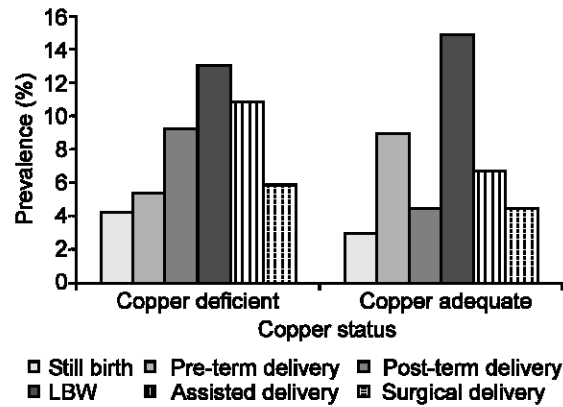 16
14
12
10
8
6
4
2
0
Prevalence (%)
Copper deficient Copper adequate
Copper status
Still birth Pre-term delivery Post-term delivery
LBW Assisted delivery Surgical delivery